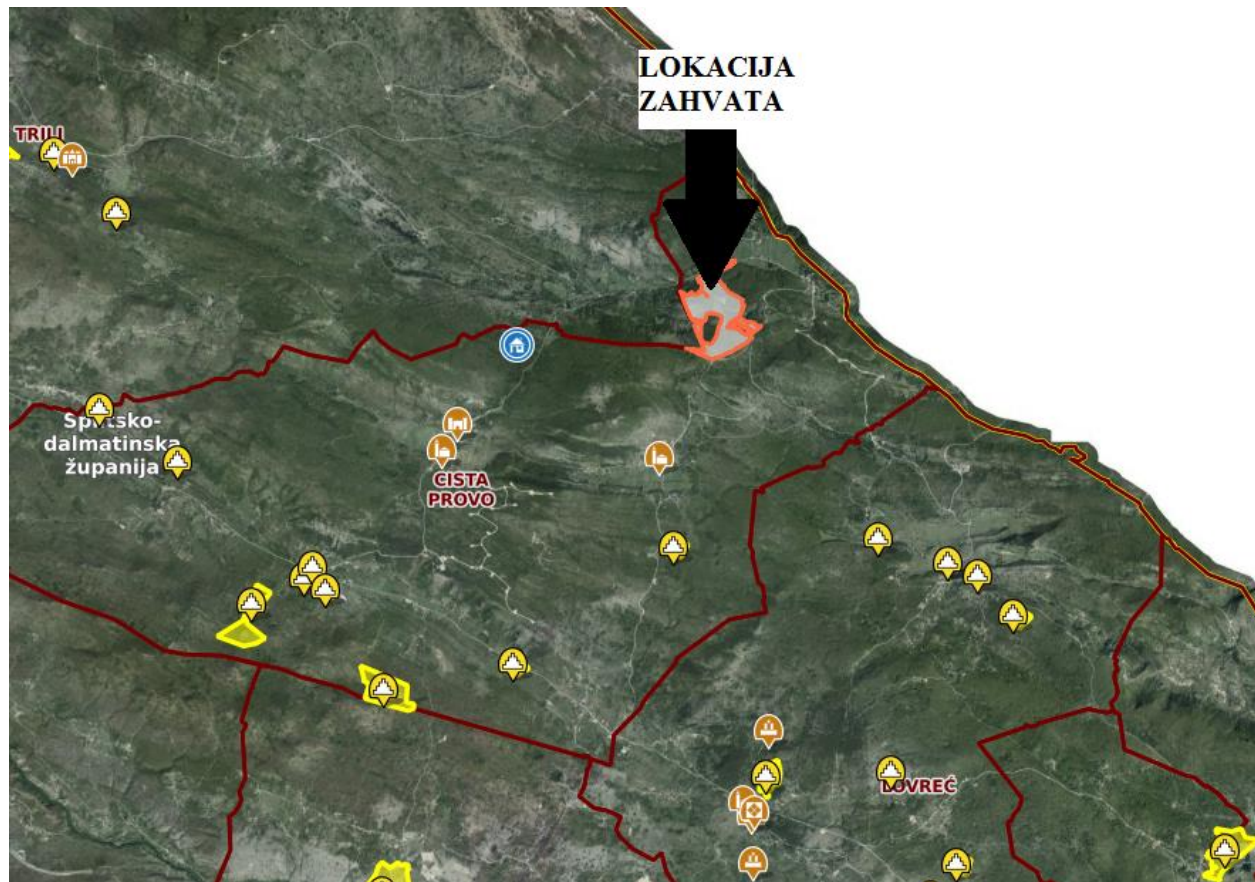 LOKACIJA
ZAHVATA
TRILJ
Splitsko-
dalmatinska
županija
CISTA
PROVO
LOVREĆ